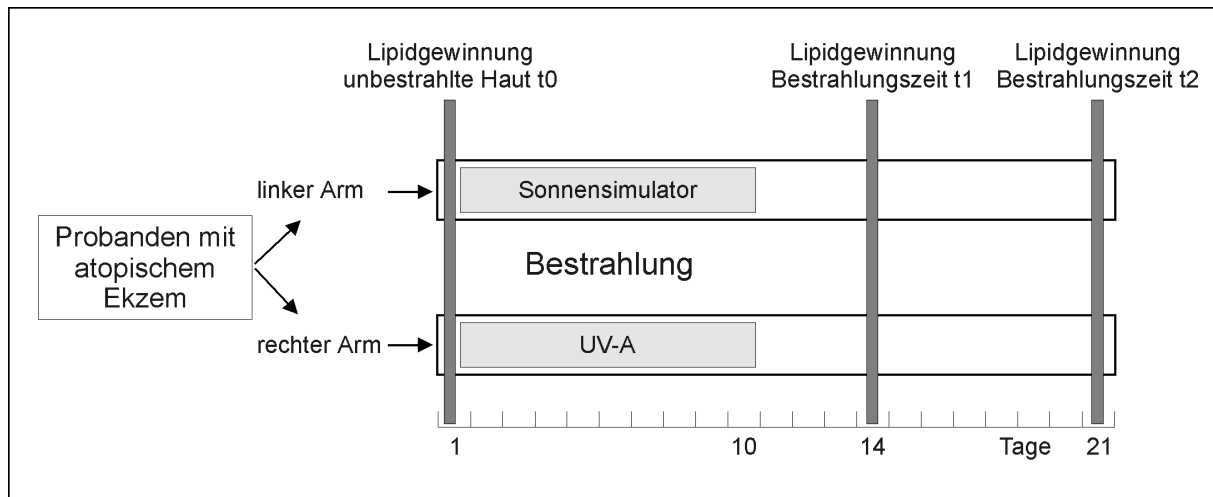 Lipidgewinnung
unbestrahlte Haut t0
Lipidgewinnung
Bestrahlungszeit t1
Lipidgewinnung
Bestrahlungszeit t2
linker Arm
Sonnensimulator
Probanden mit
atopischem
Ekzem
Bestrahlung
rechter Arm
UV-A
1 10 14 Tage 21